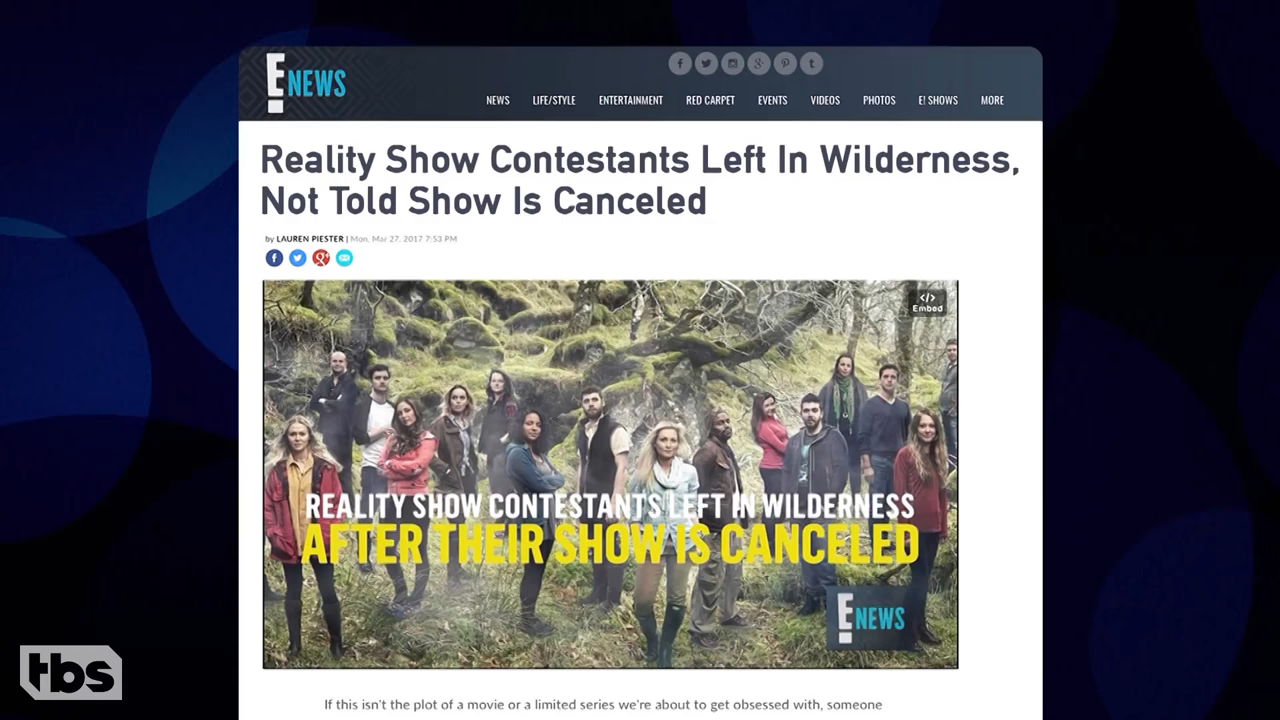 E! NEWS
NEWS LIFE/STYLE ENTERTAINMENT RED CARPET EVENTS VIDEOS PHOTOS E! SHOWS MORE
Reality Show Contestants Left In Wilderness,
Not Told Show Is Canceled
by LAUREN PIESTER | Mon, Mar 27, 2017 7:53 PM
</>
Embed
REALITY SHOW CONTESTANTS LEFT IN WILDERNESS
AFTER THEIR SHOW IS CANCELED
E! NEWS
tbs
If this isn't the plot of a movie or a limited series we're about to get obsessed with, someone